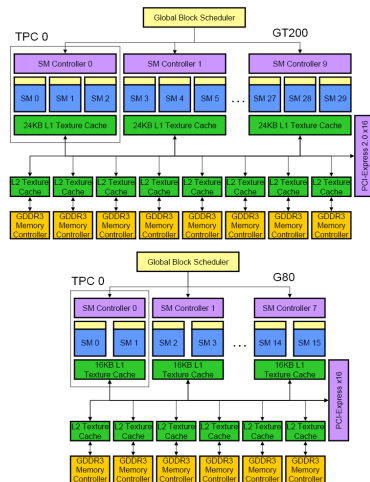 Global Block Scheduler
TPC 0
GT200
SM Controller 0
SM Controller 1
SM Controller 9
SM 0
SM 1
SM 2
SM 3
SM 4
SM 5
...
SM 27
SM 28
SM 29
24KB L1 Texture Cache
24KB L1 Texture Cache
24KB L1 Texture Cache
PCI-Express 2.0 x16
L2 Texture
Cache
L2 Texture
Cache
L2 Texture
Cache
L2 Texture
Cache
L2 Texture
Cache
L2 Texture
Cache
L2 Texture
Cache
L2 Texture
Cache
GDDR3
Memory
Controller
GDDR3
Memory
Controller
GDDR3
Memory
Controller
GDDR3
Memory
Controller
GDDR3
Memory
Controller
GDDR3
Memory
Controller
GDDR3
Memory
Controller
GDDR3
Memory
Controller
Global Block Scheduler
TPC 0
G80
SM Controller 0
SM Controller 1
SM Controller 7
SM 0
SM 1
SM 2
SM 3
...
SM 14
SM 15
16KB L1
Texture Cache
16KB L1
Texture Cache
16KB L1
Texture Cache
PCI-Express x16
L2 Texture
Cache
L2 Texture
Cache
L2 Texture
Cache
L2 Texture
Cache
L2 Texture
Cache
L2 Texture
Cache
GDDR3
Memory
Controller
GDDR3
Memory
Controller
GDDR3
Memory
Controller
GDDR3
Memory
Controller
GDDR3
Memory
Controller
GDDR3
Memory
Controller